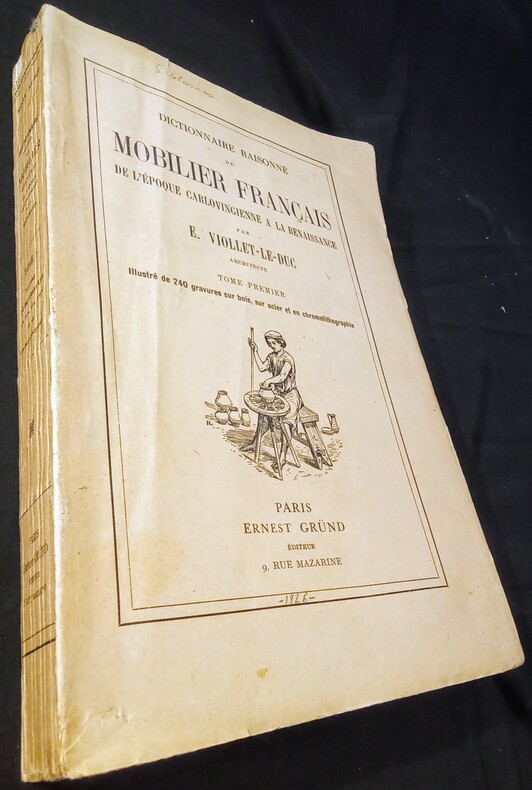 DICTIONNAIRE RAISONNÉ
DU
MOBILIER FRANÇAIS
DE L'ÉPOQUE CARLOVINGIENNE A LA RENAISSANCE
PAR
E. VIOLLET-LE-DUC
ARCHITECTE
TOME PREMIER
Illustré de 240 gravures sur bois, sur acier et en chromolithographie
PARIS
ERNEST GRÜND
ÉDITEUR
9, RUE MAZARINE
-1926-